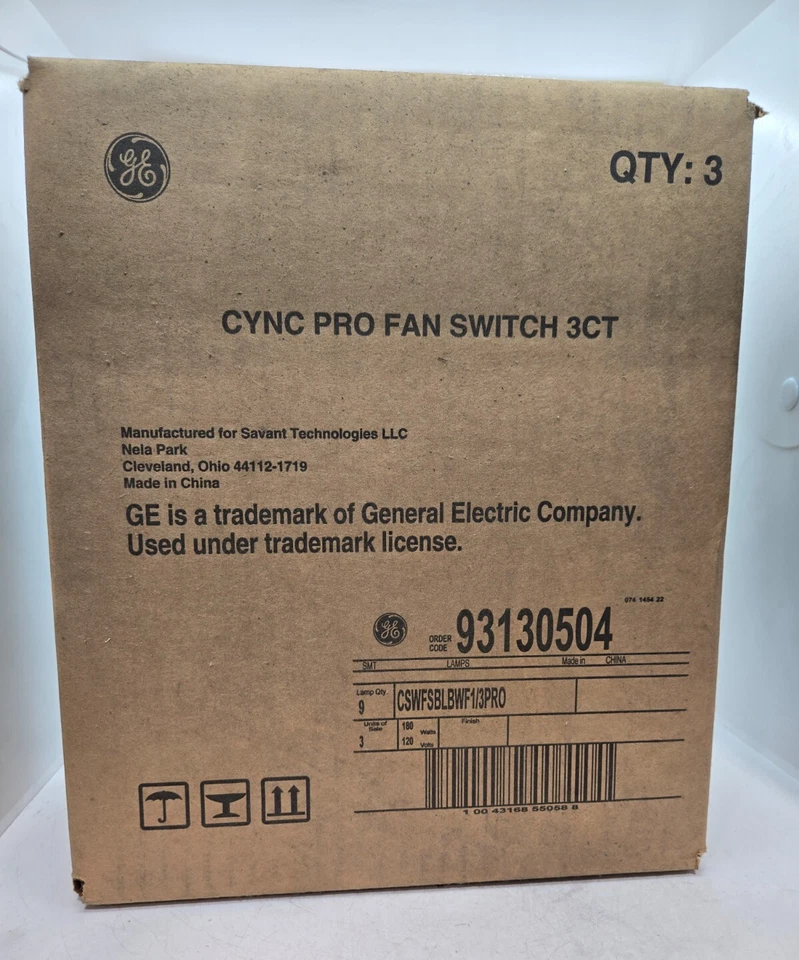 GE
QTY: 3
CYNC PRO FAN SWITCH 3CT
Manufactured for Savant Technologies LLC
Nela Park
Cleveland, Ohio 44112-1719
Made in China
GE is a trademark of General Electric Company.
Used under trademark license.
074 1494 22
GE
ORDER
CODE
93130504
SMT LAMPS Made in CHINA
Lamp Qty.
9
CSWFSBLBWF1/3PRO
Units of
Sale
3
180 Watts
120 Volts
Finish
1 00 43168 55058 8